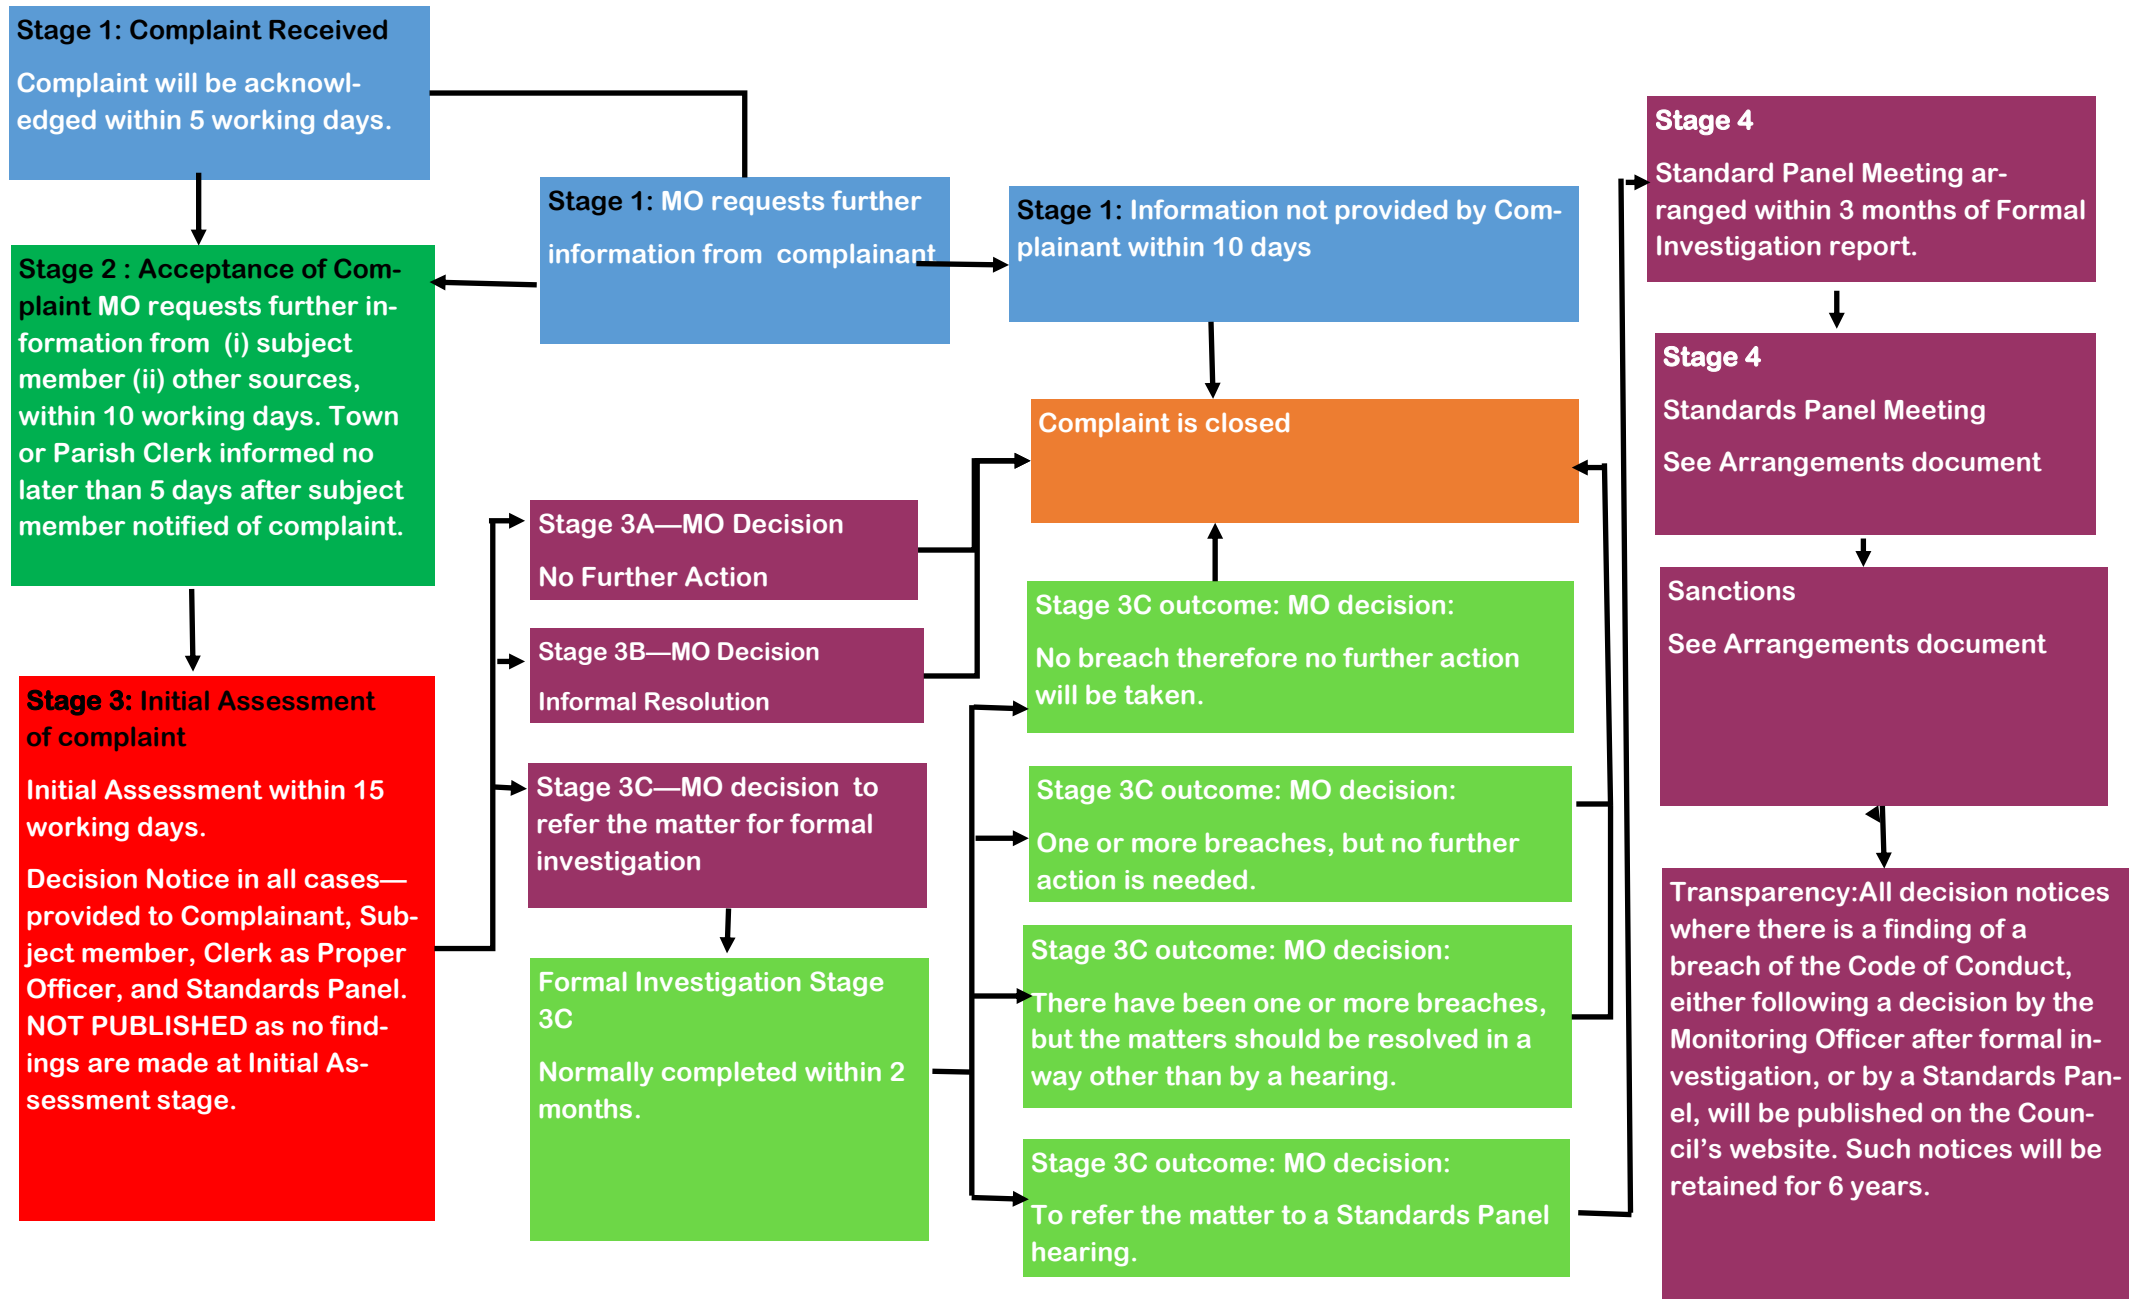 Stage 1: Complaint Received
Complaint will be acknowl-
edged within 5 working days.
Stage 1: MO requests further
information from complainant
Stage 1: Information not provided by Com-
plainant within 10 days
Stage 2 : Acceptance of Com-
plaint MO requests further in-
formation from (i) subject
member (ii) other sources,
within 10 working days. Town
or Parish Clerk informed no
later than 5 days after subject
member notified of complaint.
Complaint is closed
Stage 3: Initial Assessment
of complaint
Initial Assessment within 15
working days.
Decision Notice in all cases—
provided to Complainant, Sub-
ject member, Clerk as Proper
Officer, and Standards Panel.
NOT PUBLISHED as no find-
ings are made at Initial As-
sessment stage.
Stage 3A—MO Decision
No Further Action
Stage 3B—MO Decision
Informal Resolution
Stage 3C—MO decision to
refer the matter for formal
investigation
Formal Investigation Stage
3C
Normally completed within 2
months.
Stage 3C outcome: MO decision:
No breach therefore no further action
will be taken.
Stage 3C outcome: MO decision:
One or more breaches, but no further
action is needed.
Stage 3C outcome: MO decision:
There have been one or more breaches,
but the matters should be resolved in a
way other than by a hearing.
Stage 3C outcome: MO decision:
To refer the matter to a Standards Panel
hearing.
Stage 4
Standard Panel Meeting ar-
ranged within 3 months of Formal
Investigation report.
Stage 4
Standards Panel Meeting
See Arrangements document
Sanctions
See Arrangements document
Transparency:All decision notices
where there is a finding of a
breach of the Code of Conduct,
either following a decision by the
Monitoring Officer after formal in-
vestigation, or by a Standards Pan-
el, will be published on the Coun-
cil’s website. Such notices will be
retained for 6 years.